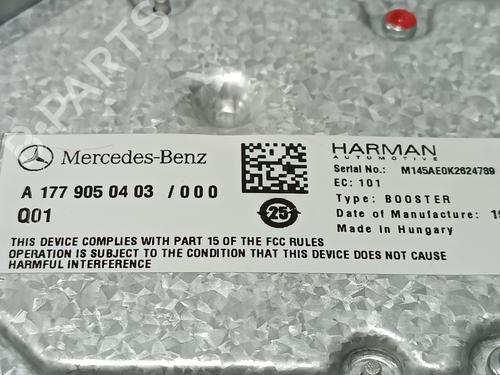 B-PARTS
Mercedes-Benz
HARMAN
AUTOMOTIVE
Serial No.: M145AE0K2624789
EC: 101
Type: BOOSTER
Date of Manufacture: 19
Made in Hungary
A 177 905 04 03 / 000
Q01
25
THIS DEVICE COMPLIES WITH PART 15 OF THE FCC RULES
OPERATION IS SUBJECT TO THE CONDITION THAT THIS DEVICE DOES NOT CAUSE
HARMFUL INTERFERENCE